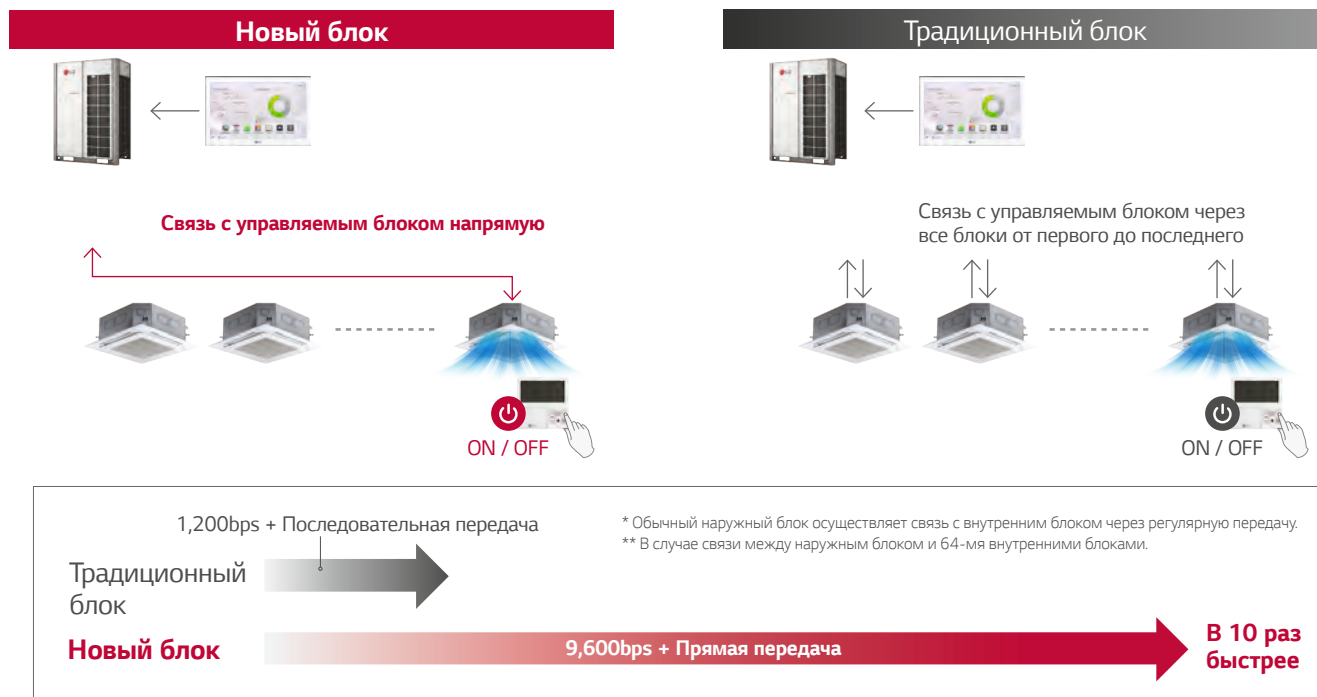 Новый блок
Традиционный блок
Связь с управляемым блоком напрямую
Связь с управляемым блоком через
все блоки от первого до последнего
ON / OFF
ON / OFF
1,200bps + Последовательная передача
* Обычный наружный блок осуществляет связь с внутренним блоком через регулярную передачу.
** В случае связи между наружным блоком и 64-мя внутренними блоками.
Традиционный
блок
Новый блок
9,600bps + Прямая передача
В 10 раз
быстрее